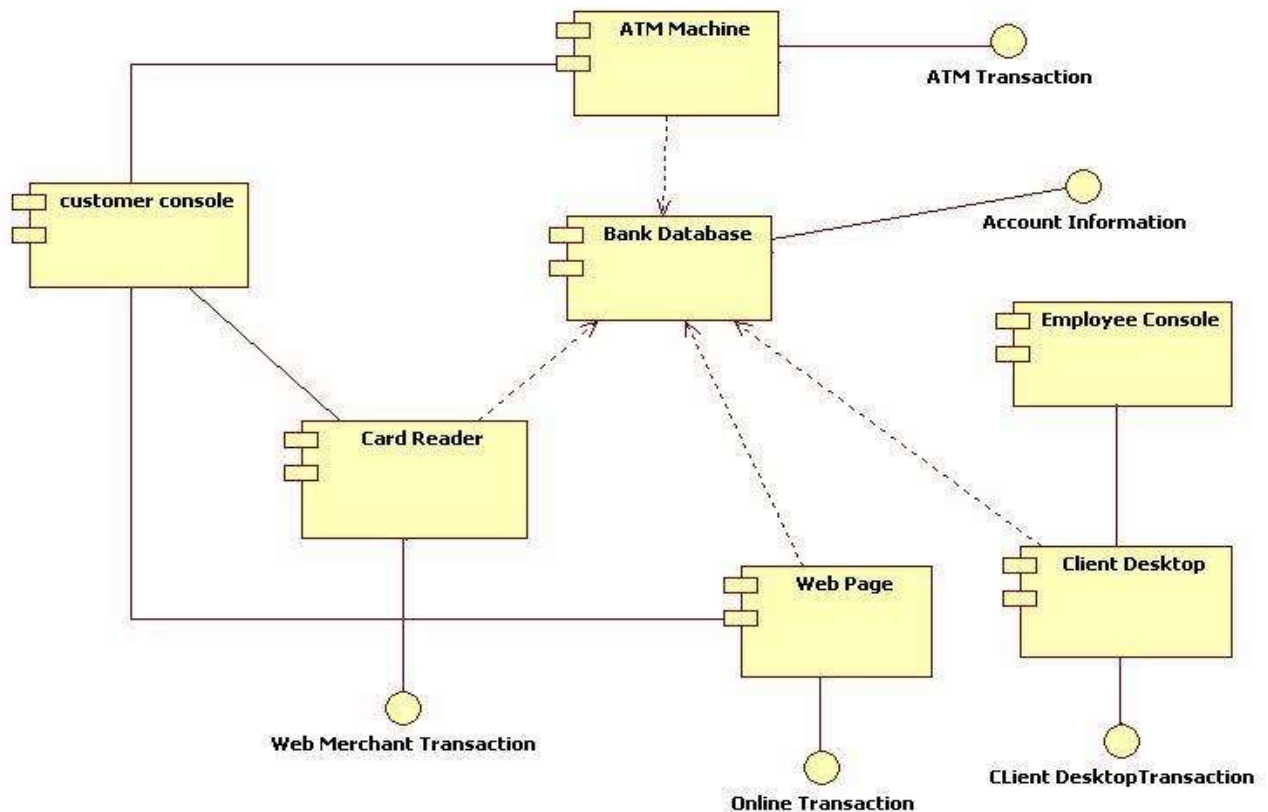 ATM Machine
ATM Transaction
customer console
Bank Database
Account Information
Employee Console
Card Reader
Client Desktop
Web Page
Web Merchant Transaction
CLient DesktopTransaction
Online Transaction